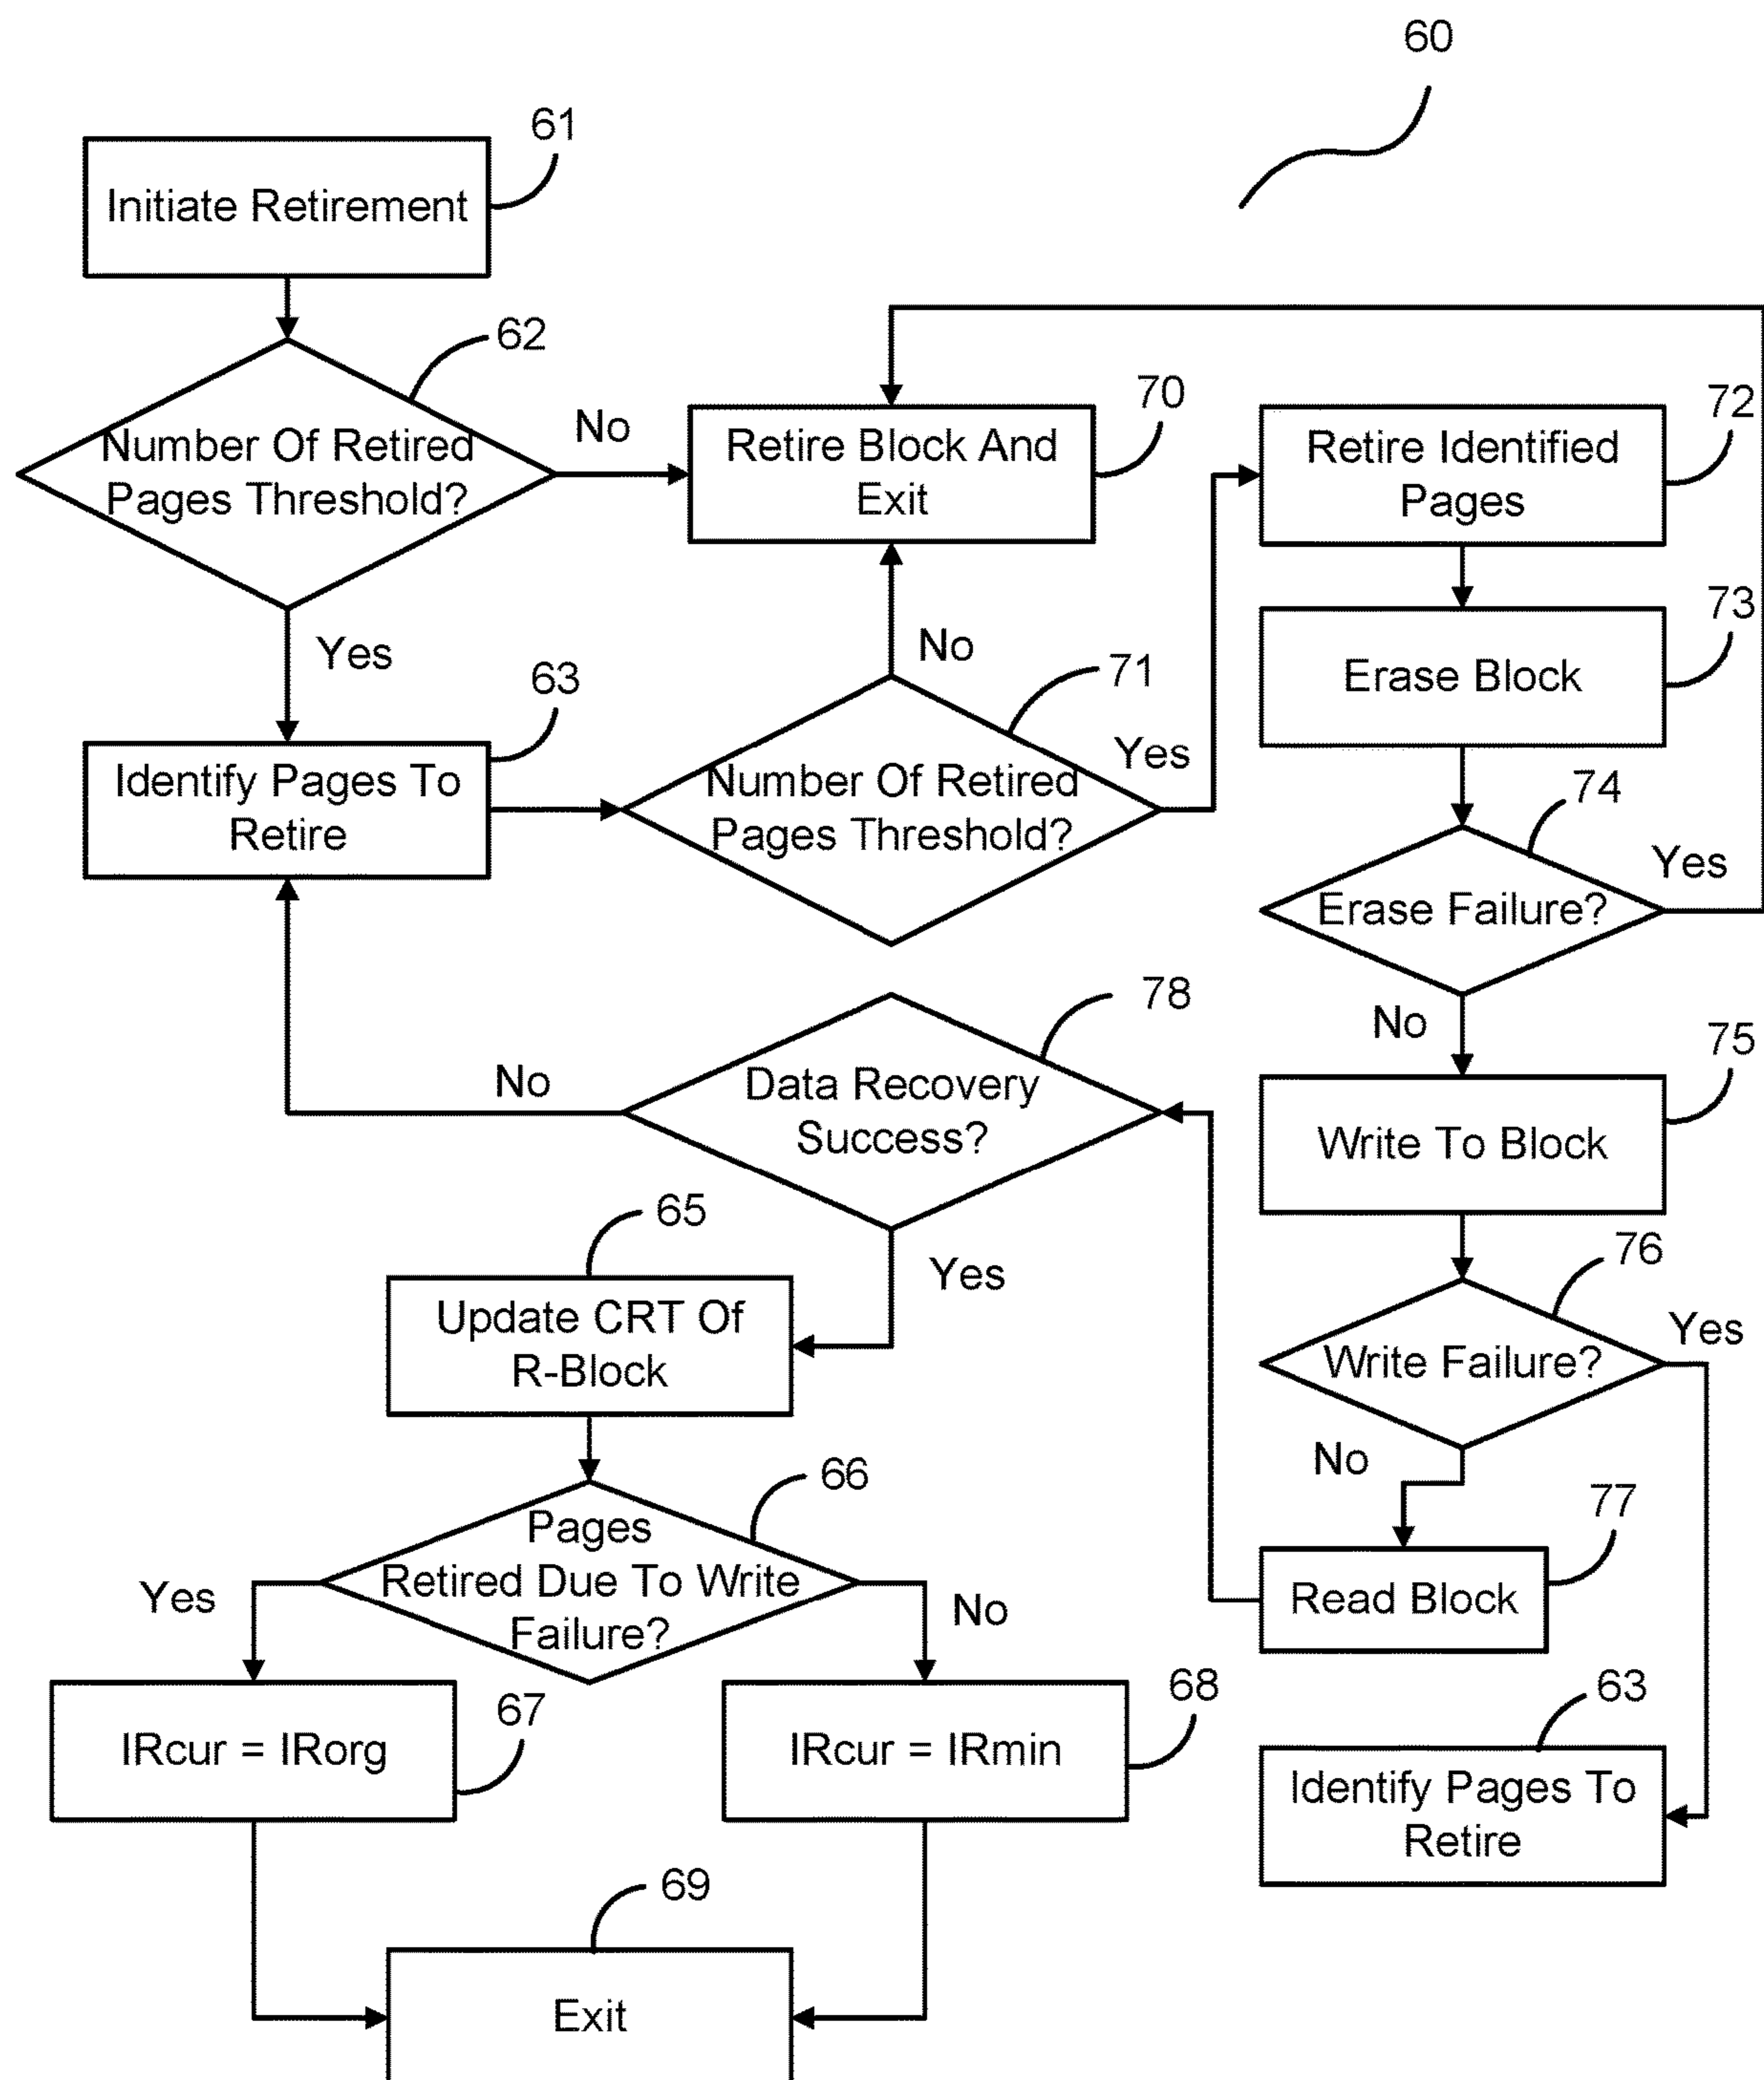 60
61
Initiate Retirement
62
Number Of Retired
Pages Threshold?
No
Yes
70
Retire Block And
Exit
72
Retire Identified
Pages
73
Erase Block
63
Identify Pages To
Retire
No
71
Number Of Retired
Pages Threshold?
Yes
74
Erase Failure?
Yes
No
78
Data Recovery
Success?
No
Yes
75
Write To Block
76
Write Failure?
Yes
No
65
Update CRT Of
R-Block
66
Pages
Retired Due To Write
Failure?
Yes
No
77
Read Block
67
IRcur = IRorg
68
IRcur = IRmin
63
Identify Pages To
Retire
69
Exit